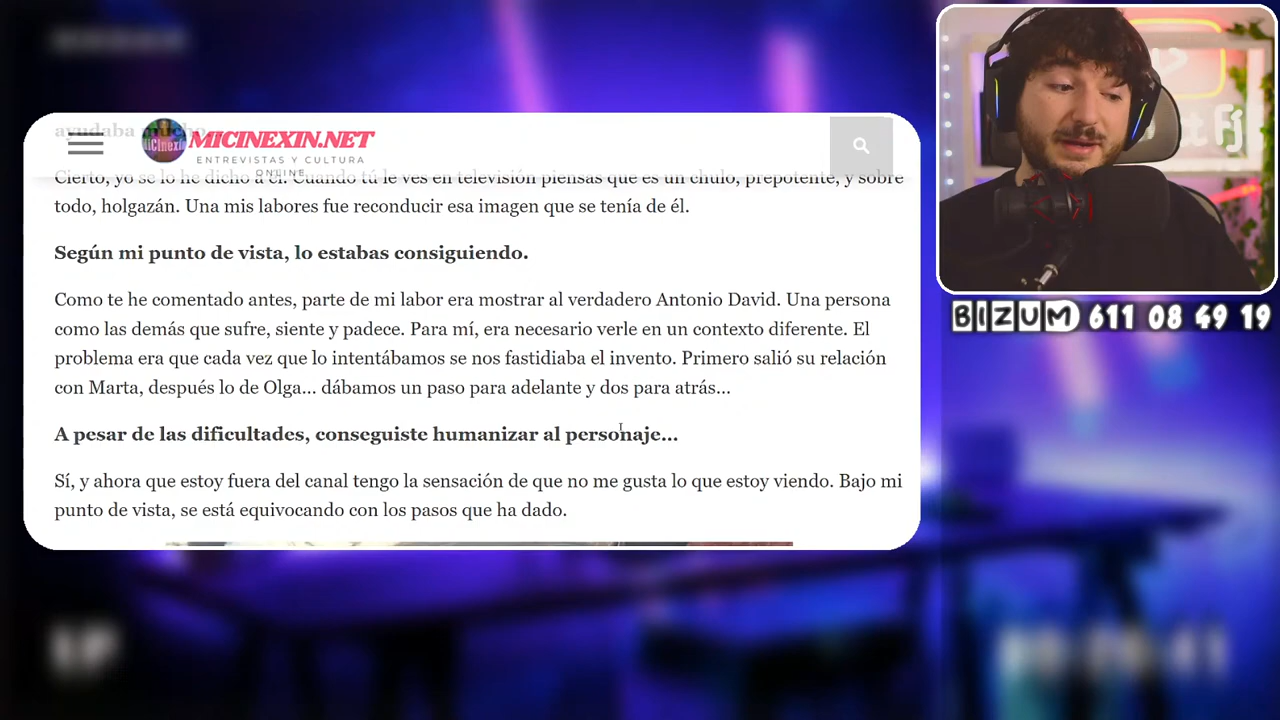 ayudaba mucho
MICINEXIN.NET
ENTREVISTAS Y CULTURA
ONLINE
Cierto, yo se lo he dicho a él. Cuando tú le ves en televisión piensas que es un chulo, prepotente, y sobre
todo, holgazán. Una mis labores fue reconducir esa imagen que se tenía de él.
Según mi punto de vista, lo estabas consiguiendo.
Como te he comentado antes, parte de mi labor era mostrar al verdadero Antonio David. Una persona
como las demás que sufre, siente y padece. Para mí, era necesario verle en un contexto diferente. El
problema era que cada vez que lo intentábamos se nos fastidiaba el invento. Primero salió su relación
con Marta, después lo de Olga... dábamos un paso para adelante y dos para atrás...
A pesar de las dificultades, conseguiste humanizar al personaje...
Sí, y ahora que estoy fuera del canal tengo la sensación de que no me gusta lo que estoy viendo. Bajo mi
punto de vista, se está equivocando con los pasos que ha dado.
BIZUM 611 08 49 19